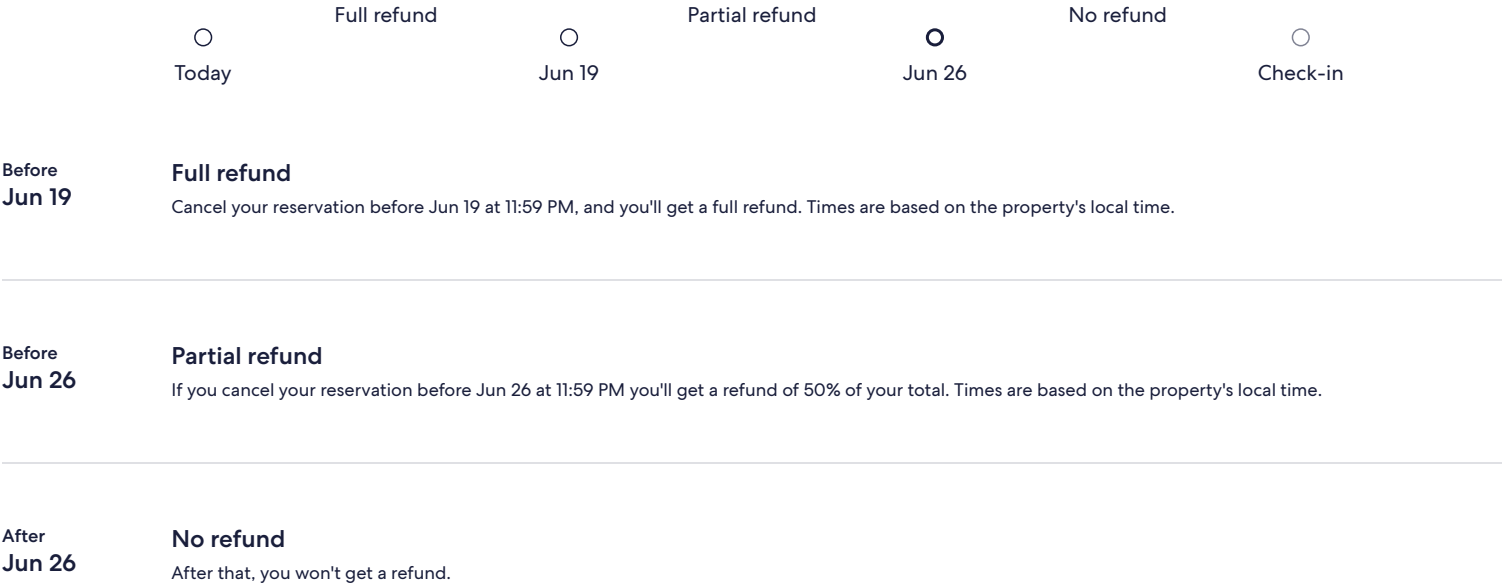 Full refund Partial refund No refund
Today Jun 19 Jun 26 Check-in
Before
Jun 19
Full refund
Cancel your reservation before Jun 19 at 11:59 PM, and you'll get a full refund. Times are based on the property's local time.
Before
Jun 26
Partial refund
If you cancel your reservation before Jun 26 at 11:59 PM you'll get a refund of 50% of your total. Times are based on the property's local time.
After
Jun 26
No refund
After that, you won't get a refund.